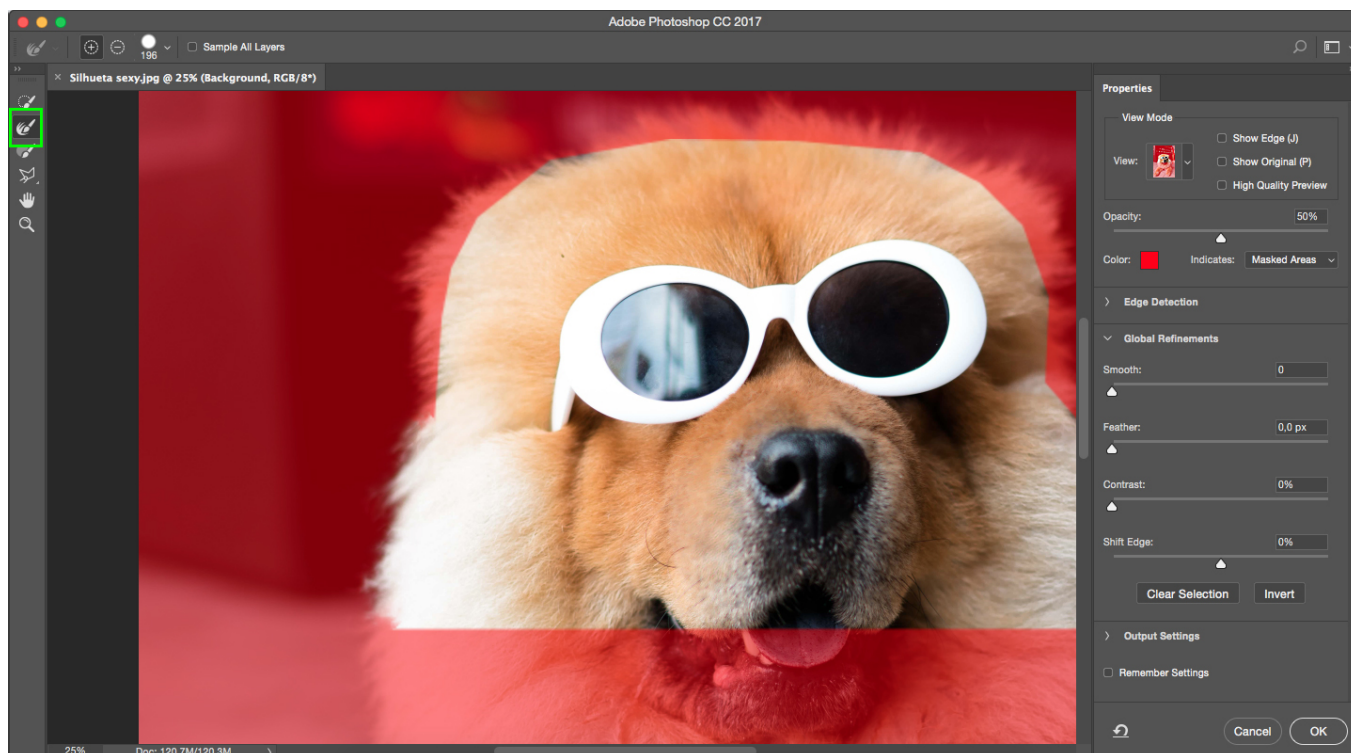 Adobe Photoshop CC 2017
196
Sample All Layers
× Silhueta sexy.jpg @ 25% (Background, RGB/8*)
Properties
View Mode
Show Edge (J)
View:
Show Original (P)
High Quality Preview
Opacity:
50%
Color:
Indicates:
Masked Areas
Edge Detection
Global Refinements
Smooth:
0
Feather:
0,0 px
Contrast:
0%
Shift Edge:
0%
Clear Selection
Invert
Output Settings
Remember Settings
Cancel
OK
25%
Doc: 120,7M/120,3M